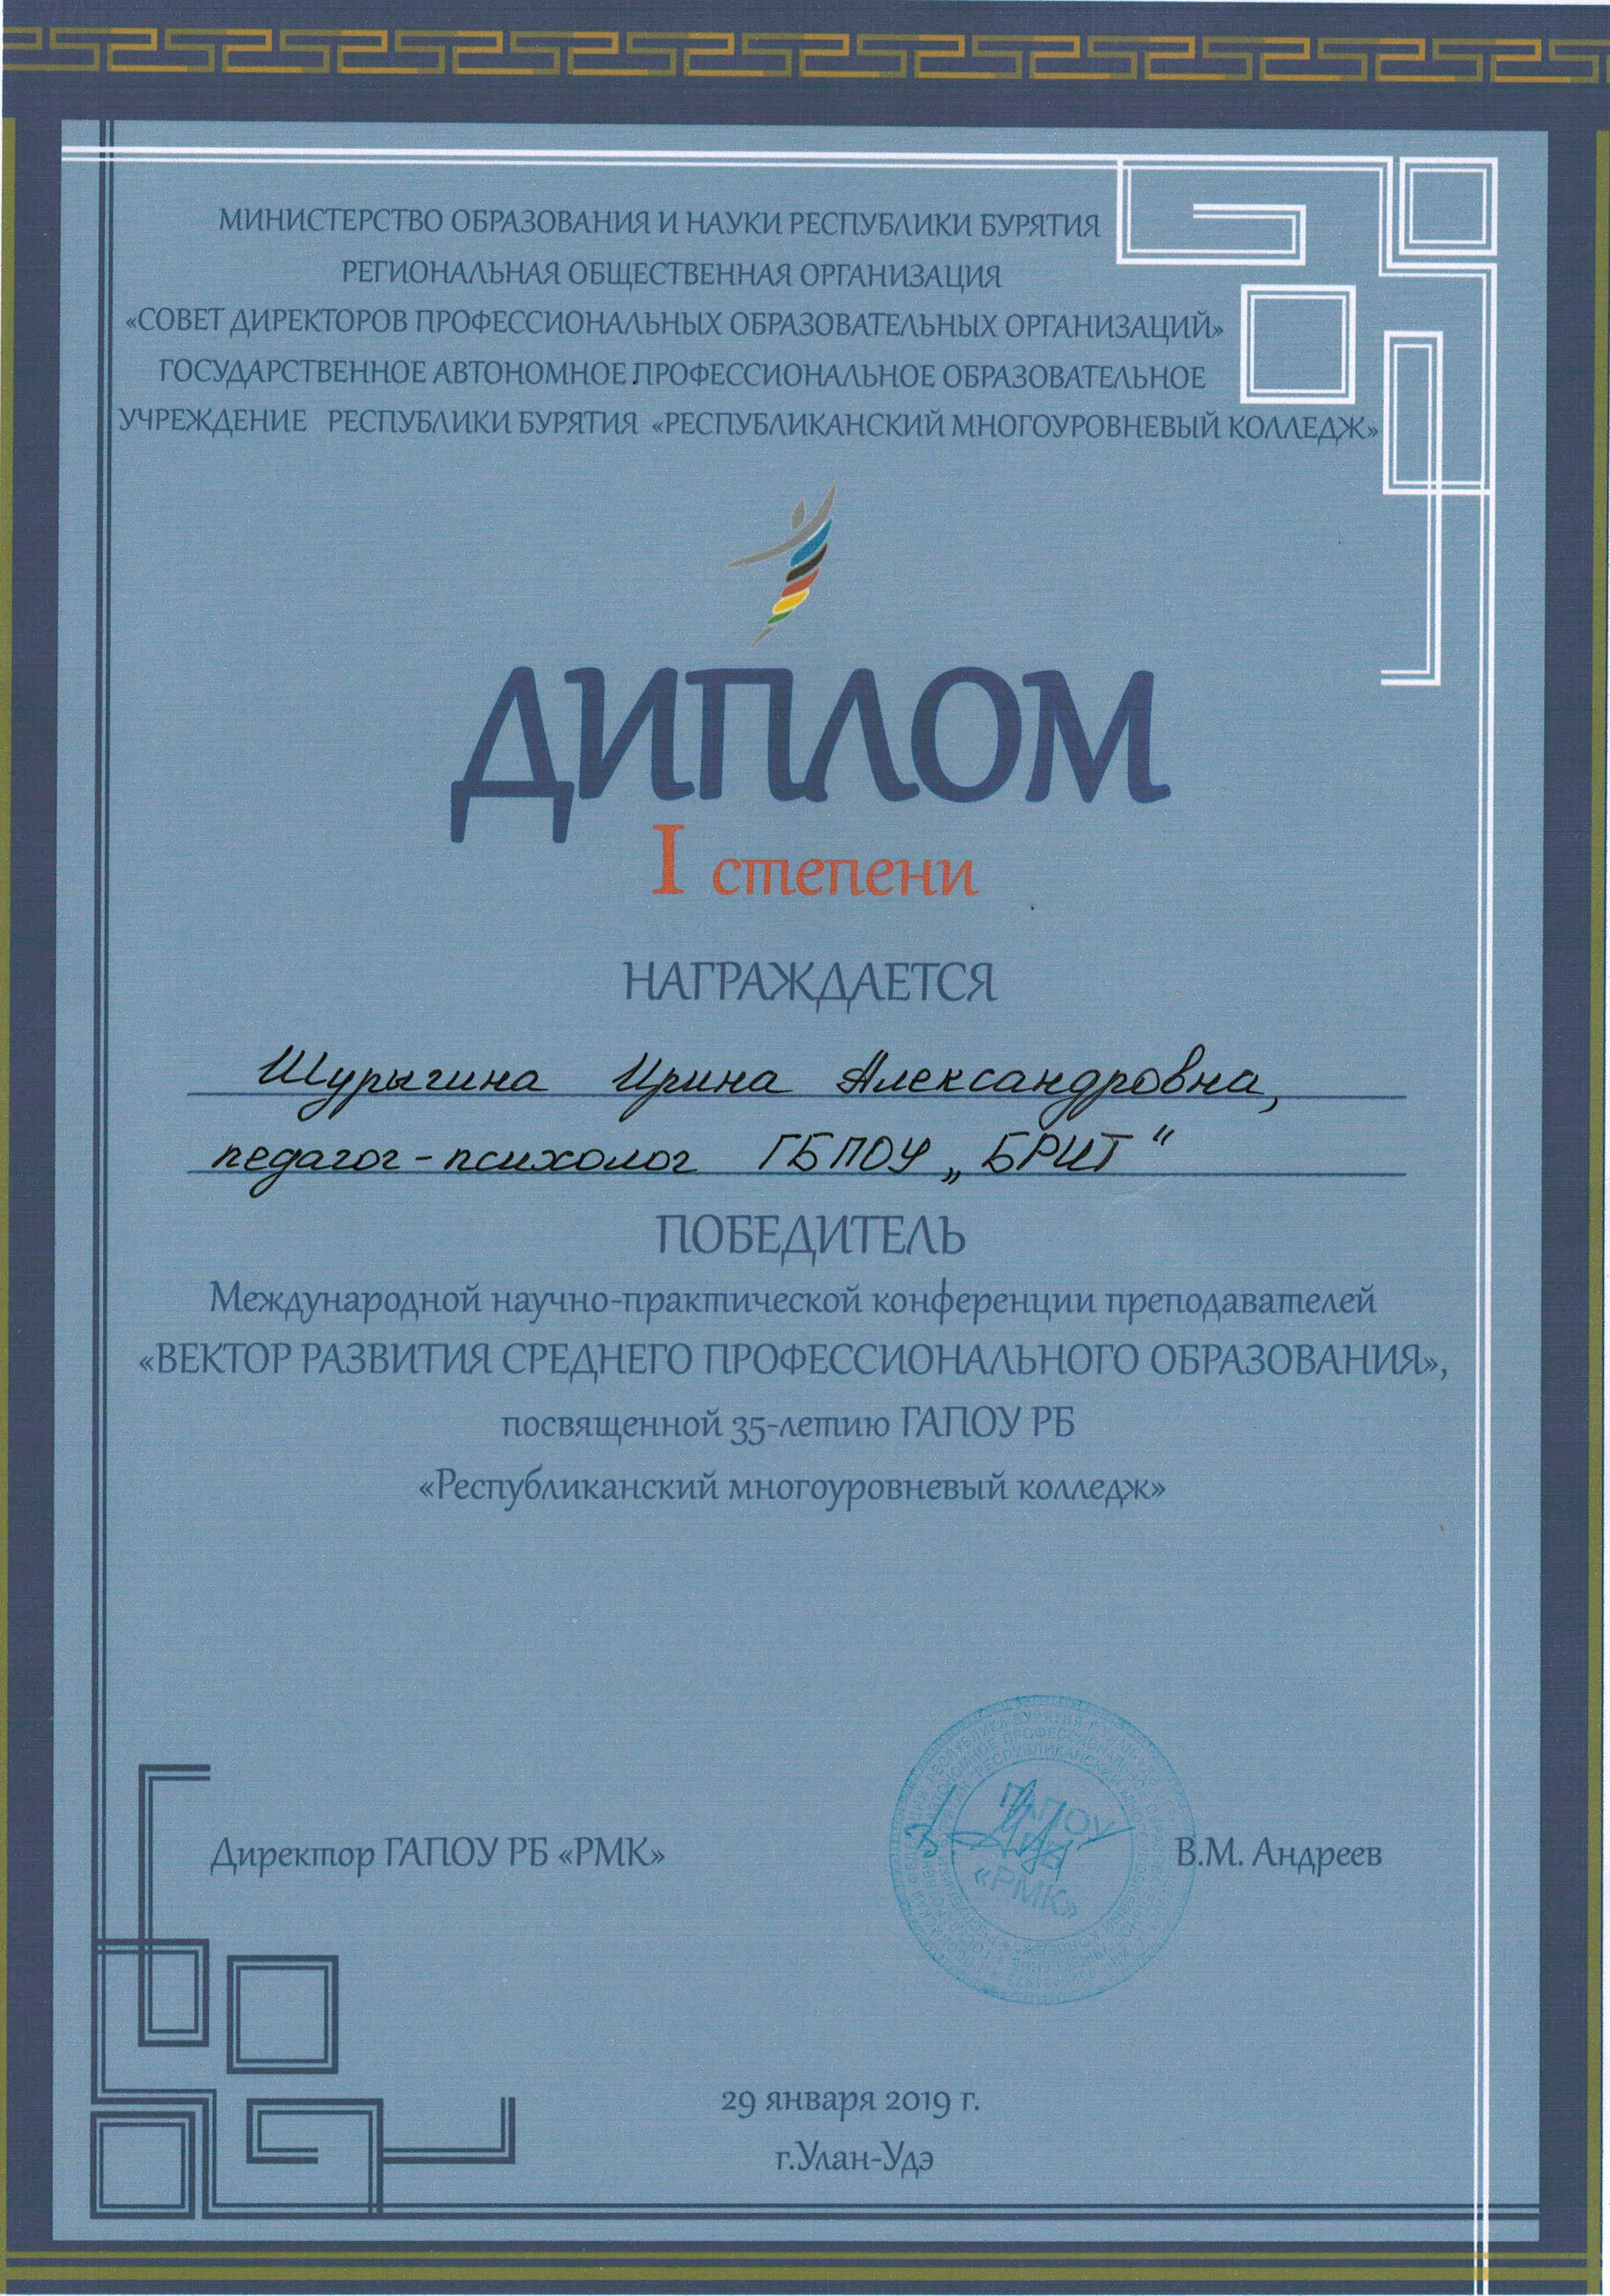 МИНИСТЕРСТВО ОБРАЗОВАНИЯ И НАУКИ РЕСПУБЛИКИ БУРЯТИЯ
РЕГИОНАЛЬНАЯ ОБЩЕСТВЕННАЯ ОРГАНИЗАЦИЯ
«СОВЕТ ДИРЕКТОРОВ ПРОФЕССИОНАЛЬНЫХ ОБРАЗОВАТЕЛЬНЫХ ОРГАНИЗАЦИЙ»
ГОСУДАРСТВЕННОЕ АВТОНОМНОЕ ПРОФЕССИОНАЛЬНОЕ ОБРАЗОВАТЕЛЬНОЕ
УЧРЕЖДЕНИЕ РЕСПУБЛИКИ БУРЯТИЯ «РЕСПУБЛИКАНСКИЙ МНОГОУРОВНЕВЫЙ КОЛЛЕДЖ»
ДИПЛОМ
I степени
НАГРАЖДАЕТСЯ
Шурыгина Ирина Александровна,
педагог-психолог ГБПОУ „БРИТ“
ПОБЕДИТЕЛЬ
Международной научно-практической конференции преподавателей
«ВЕКТОР РАЗВИТИЯ СРЕДНЕГО ПРОФЕССИОНАЛЬНОГО ОБРАЗОВАНИЯ»,
посвященной 35-летию ГАПОУ РБ
«Республиканский многоуровневый колледж»
Директор ГАПОУ РБ «РМК»
ГАПОУ
«РМК»
В.М. Андреев
29 января 2019 г.
г.Улан-Удэ